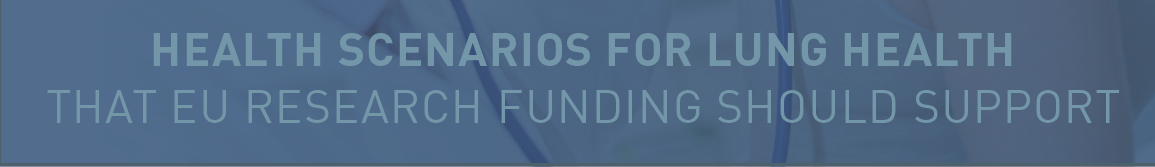 HEALTH SCENARIOS FOR LUNG HEALTH
THAT EU RESEARCH FUNDING SHOULD SUPPORT